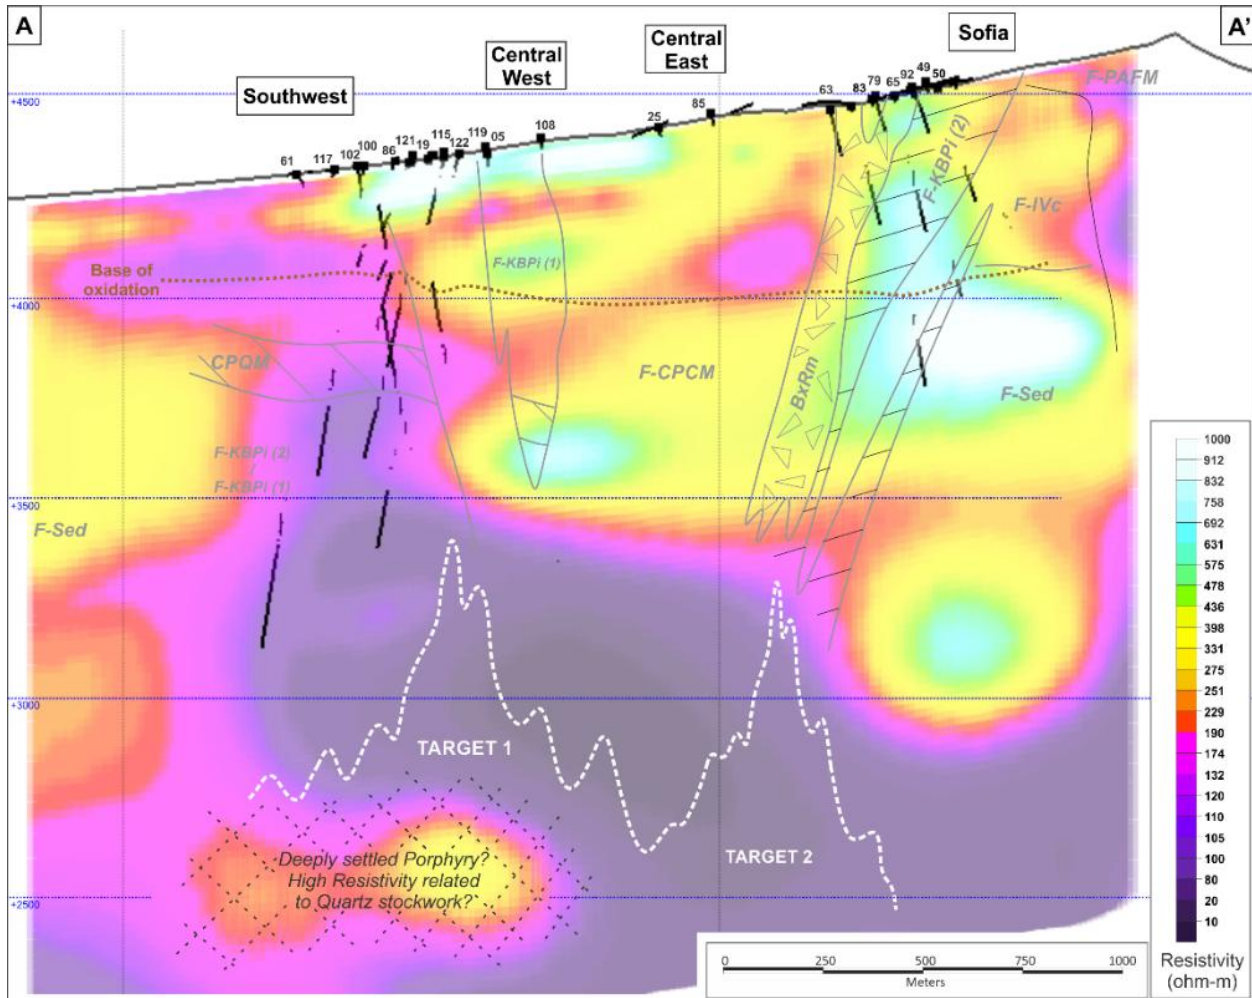 A
A'
Southwest
Central
West
Central
East
Sofia
+4500
+4000
+3500
+3000
+2500
61
117
102
100
86
121
19
115
122
119
05
108
25
85
63
83
79
65
92
49
50
F-PAFM
F-KBPi (2)
F-IVc
Base of
oxidation
F-KBPi (1)
CPQM
F-CPCM
BxRm
F-Sed
F-KBPi (2)
/
F-KBPi (1)
F-Sed
TARGET 1
TARGET 2
Deeply settled Porphyry?
High Resistivity related
to Quartz stockwork?
0 250 500 750 1000
Meters
1000
912
832
758
692
631
575
478
436
398
331
275
251
229
190
174
132
120
110
105
100
80
20
10
Resistivity
(ohm-m)